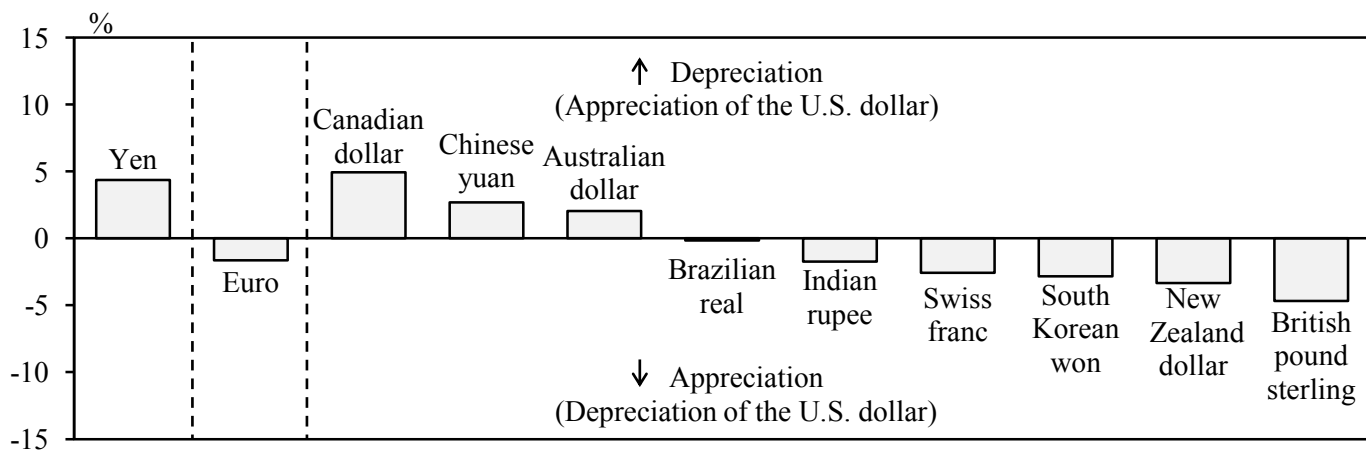 %
15
10
5
0
-5
-10
-15
↑ Depreciation
(Appreciation of the U.S. dollar)
Yen
Euro
Canadian
dollar
Chinese
yuan
Australian
dollar
Brazilian
real
Indian
rupee
Swiss
franc
South
Korean
won
New
Zealand
dollar
British
pound
sterling
↓ Appreciation
(Depreciation of the U.S. dollar)